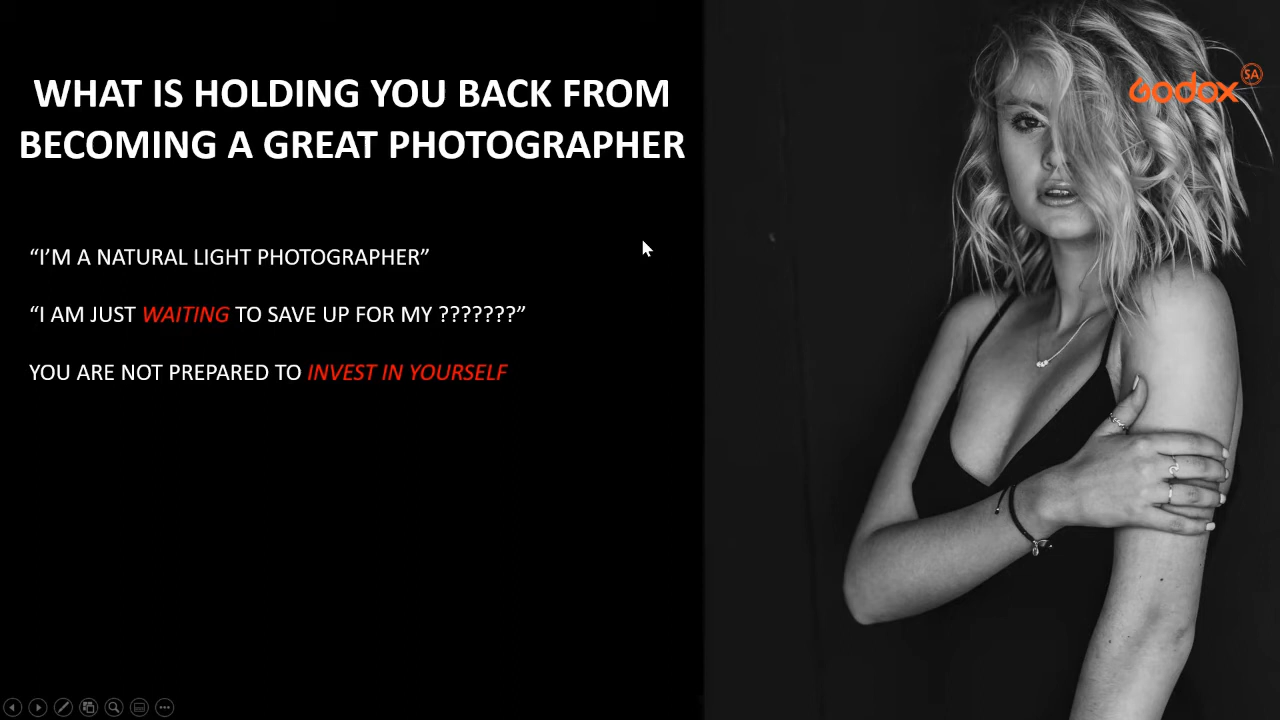 WHAT IS HOLDING YOU BACK FROM
BECOMING A GREAT PHOTOGRAPHER
“I’M A NATURAL LIGHT PHOTOGRAPHER”
“I AM JUST WAITING TO SAVE UP FOR MY ???????”
YOU ARE NOT PREPARED TO INVEST IN YOURSELF
Godox SA